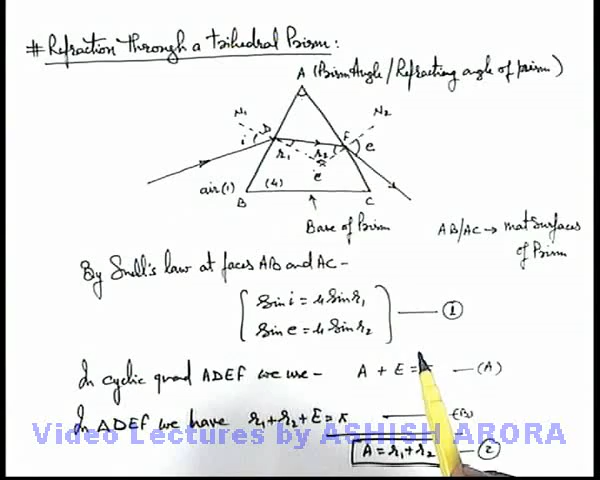 # Refraction through a trihedral Prism :
A (Prism Angle / Refracting angle of prism)
N₁
N₂
i
D
r₁
r₂
F
e
E
air(1)
(μ)
B
C
Base of Prism
AB/AC → mat surfaces
of Prism
By Snell's law at faces AB and AC -
Sin i = μ Sin r₁
Sin e = μ Sin r₂
①
In cyclic quad ADEF we use - A + E = π —(A)
In ΔDEF we have r₁+r₂+E = π —(B)
Video Lectures by ASHISH ARORA
A = r₁+r₂ — ②